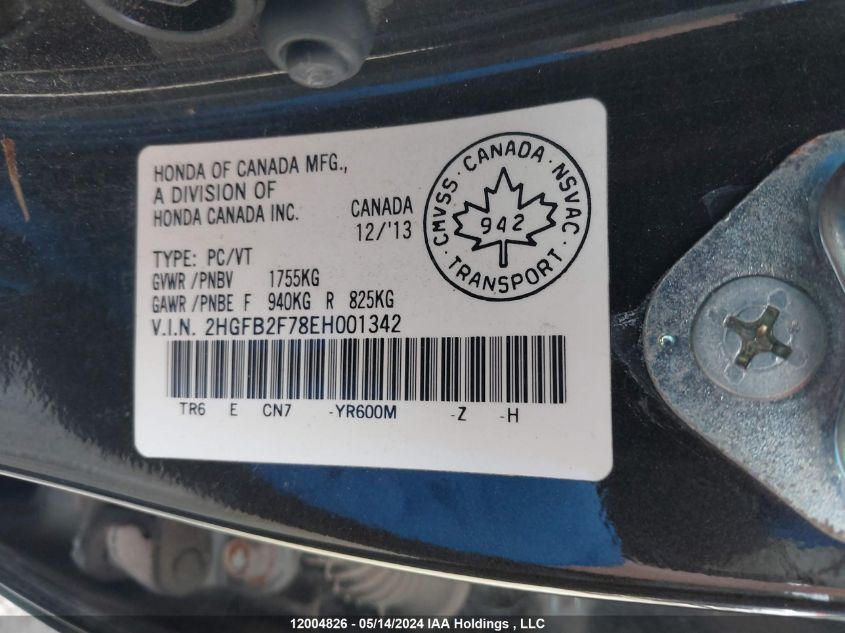 HONDA OF CANADA MFG.,
A DIVISION OF
HONDA CANADA INC.
CANADA
12/'13
CMVSS · CANADA · NSVAC
942
· TRANSPORT ·
TYPE: PC/VT
GVWR /PNBV 1755KG
GAWR /PNBE F 940KG R 825KG
V.I.N. 2HGFB2F78EH001342
TR6 E CN7 -YR600M -Z -H
12004826 - 05/14/2024 IAA Holdings , LLC